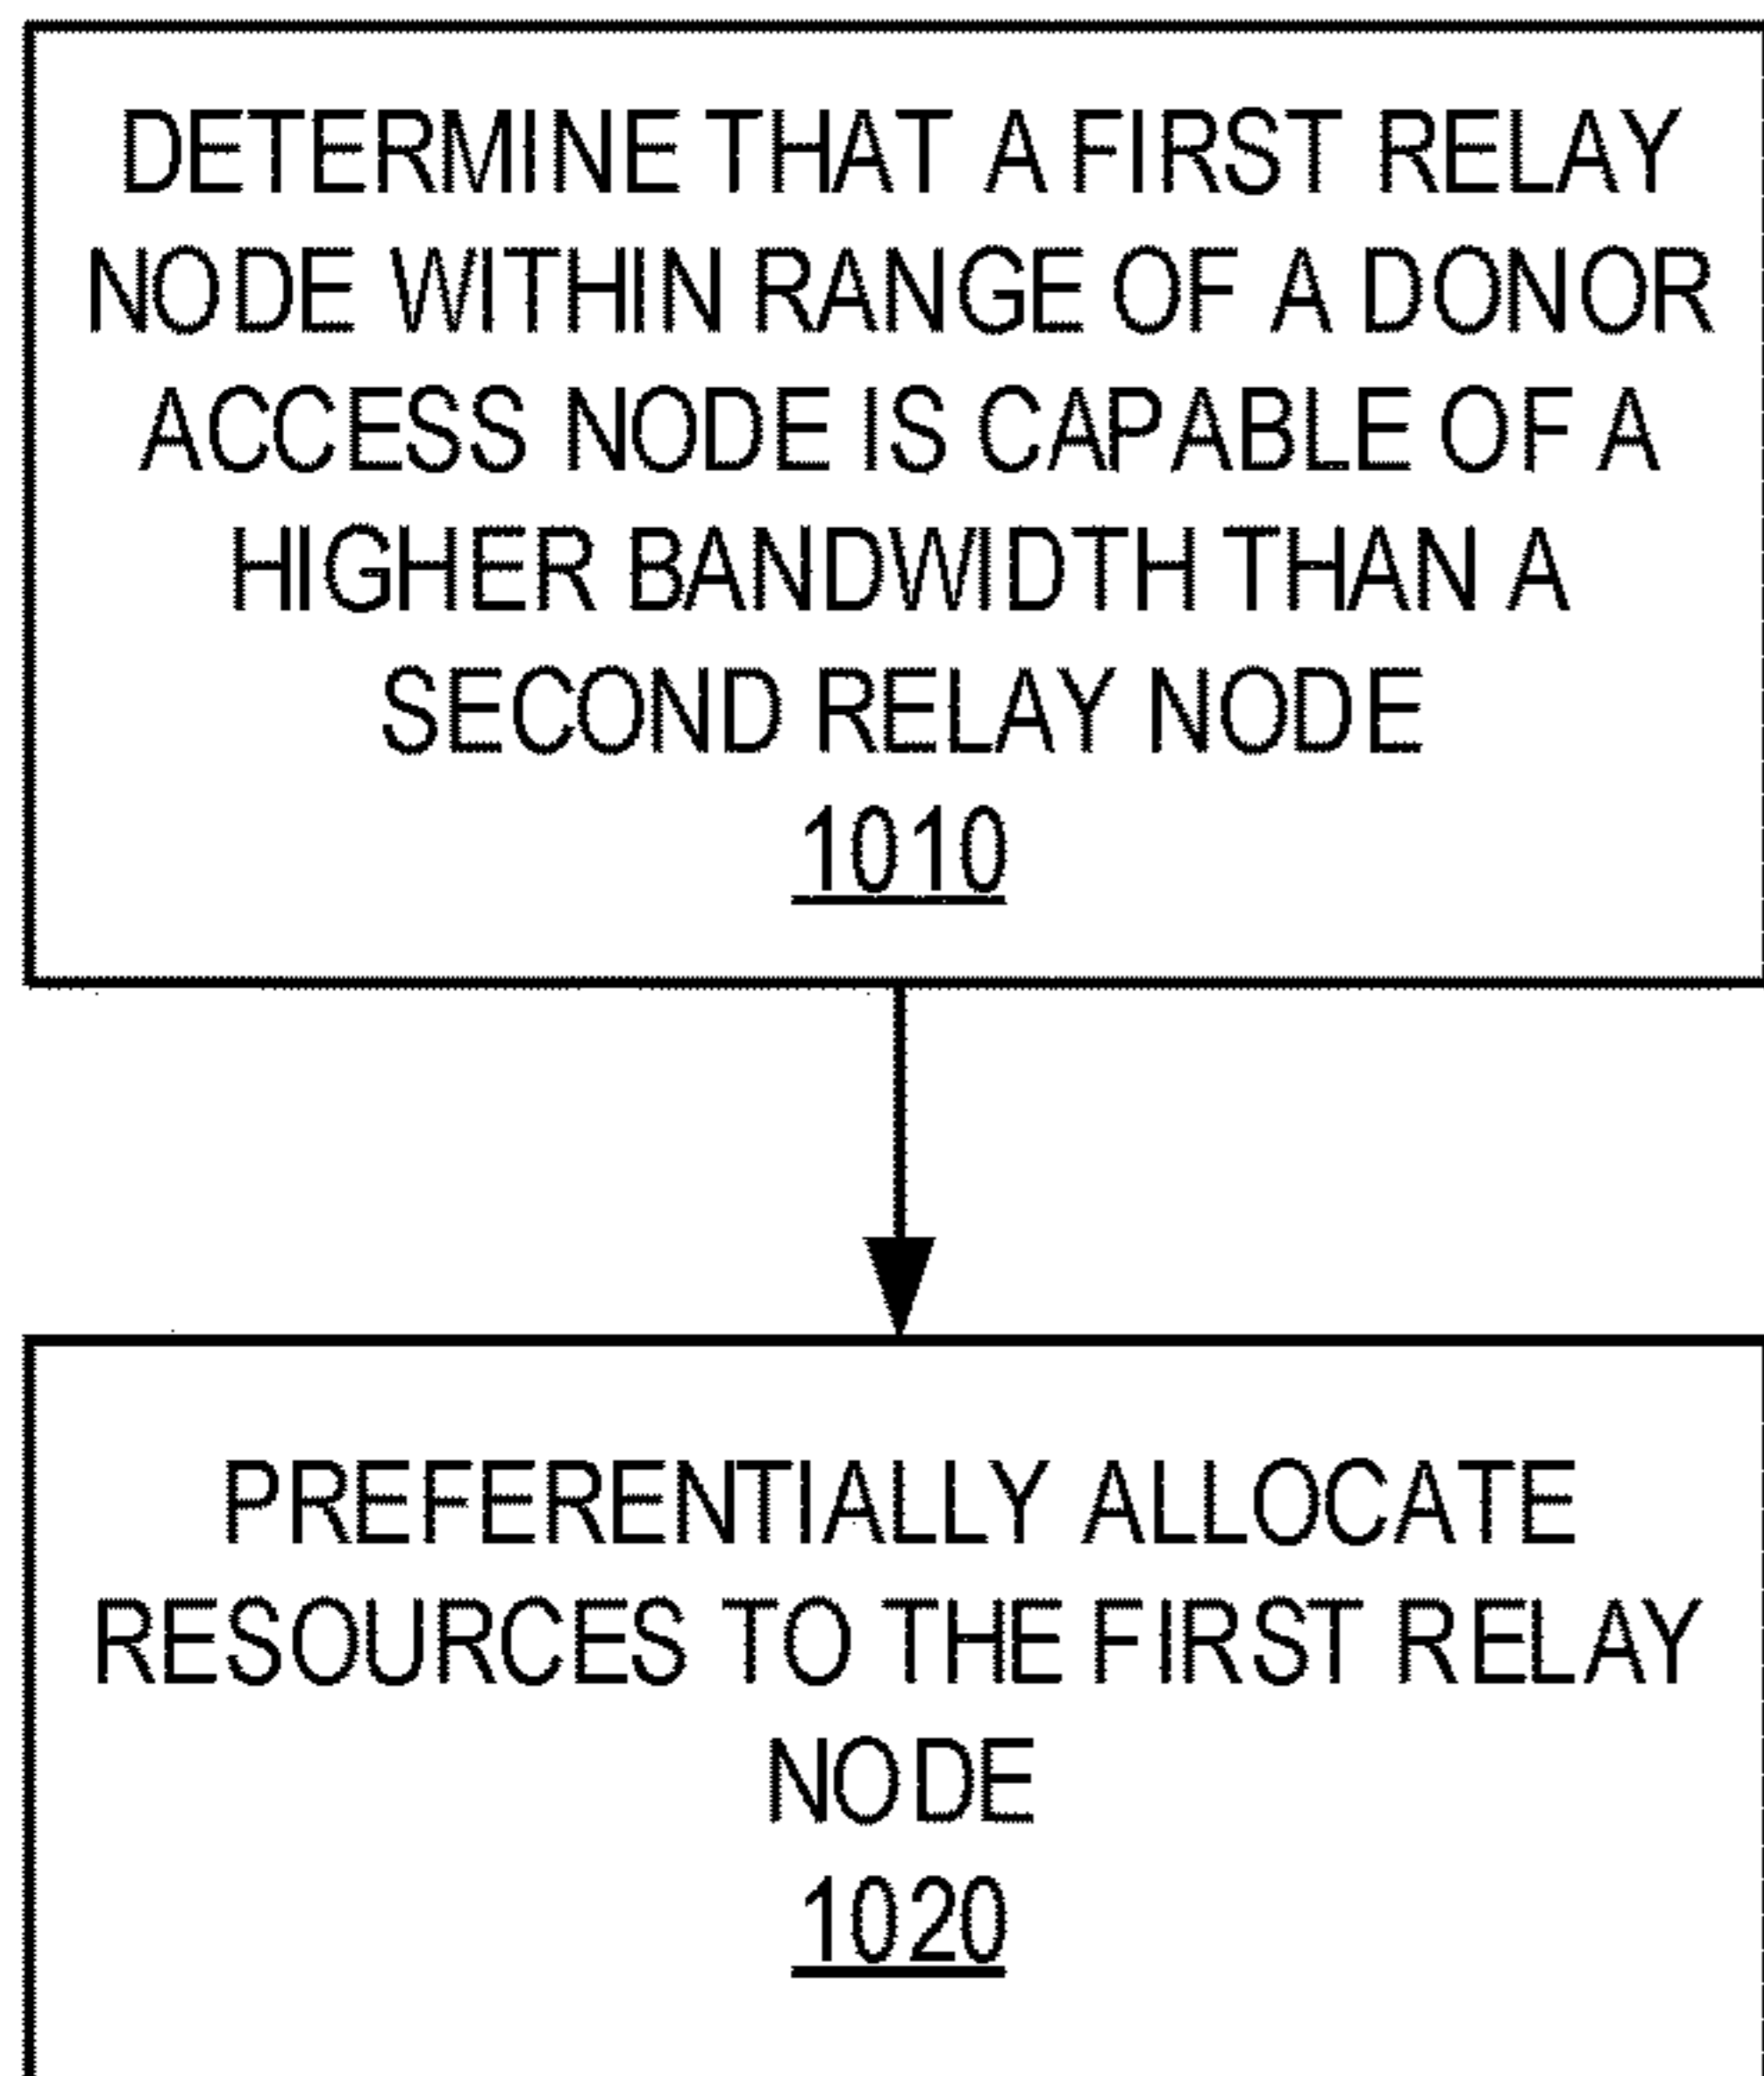 DETERMINE THAT A FIRST RELAY
NODE WITHIN RANGE OF A DONOR
ACCESS NODE IS CAPABLE OF A
HIGHER BANDWIDTH THAN A
SECOND RELAY NODE
1010
PREFERENTIALLY ALLOCATE
RESOURCES TO THE FIRST RELAY
NODE
1020